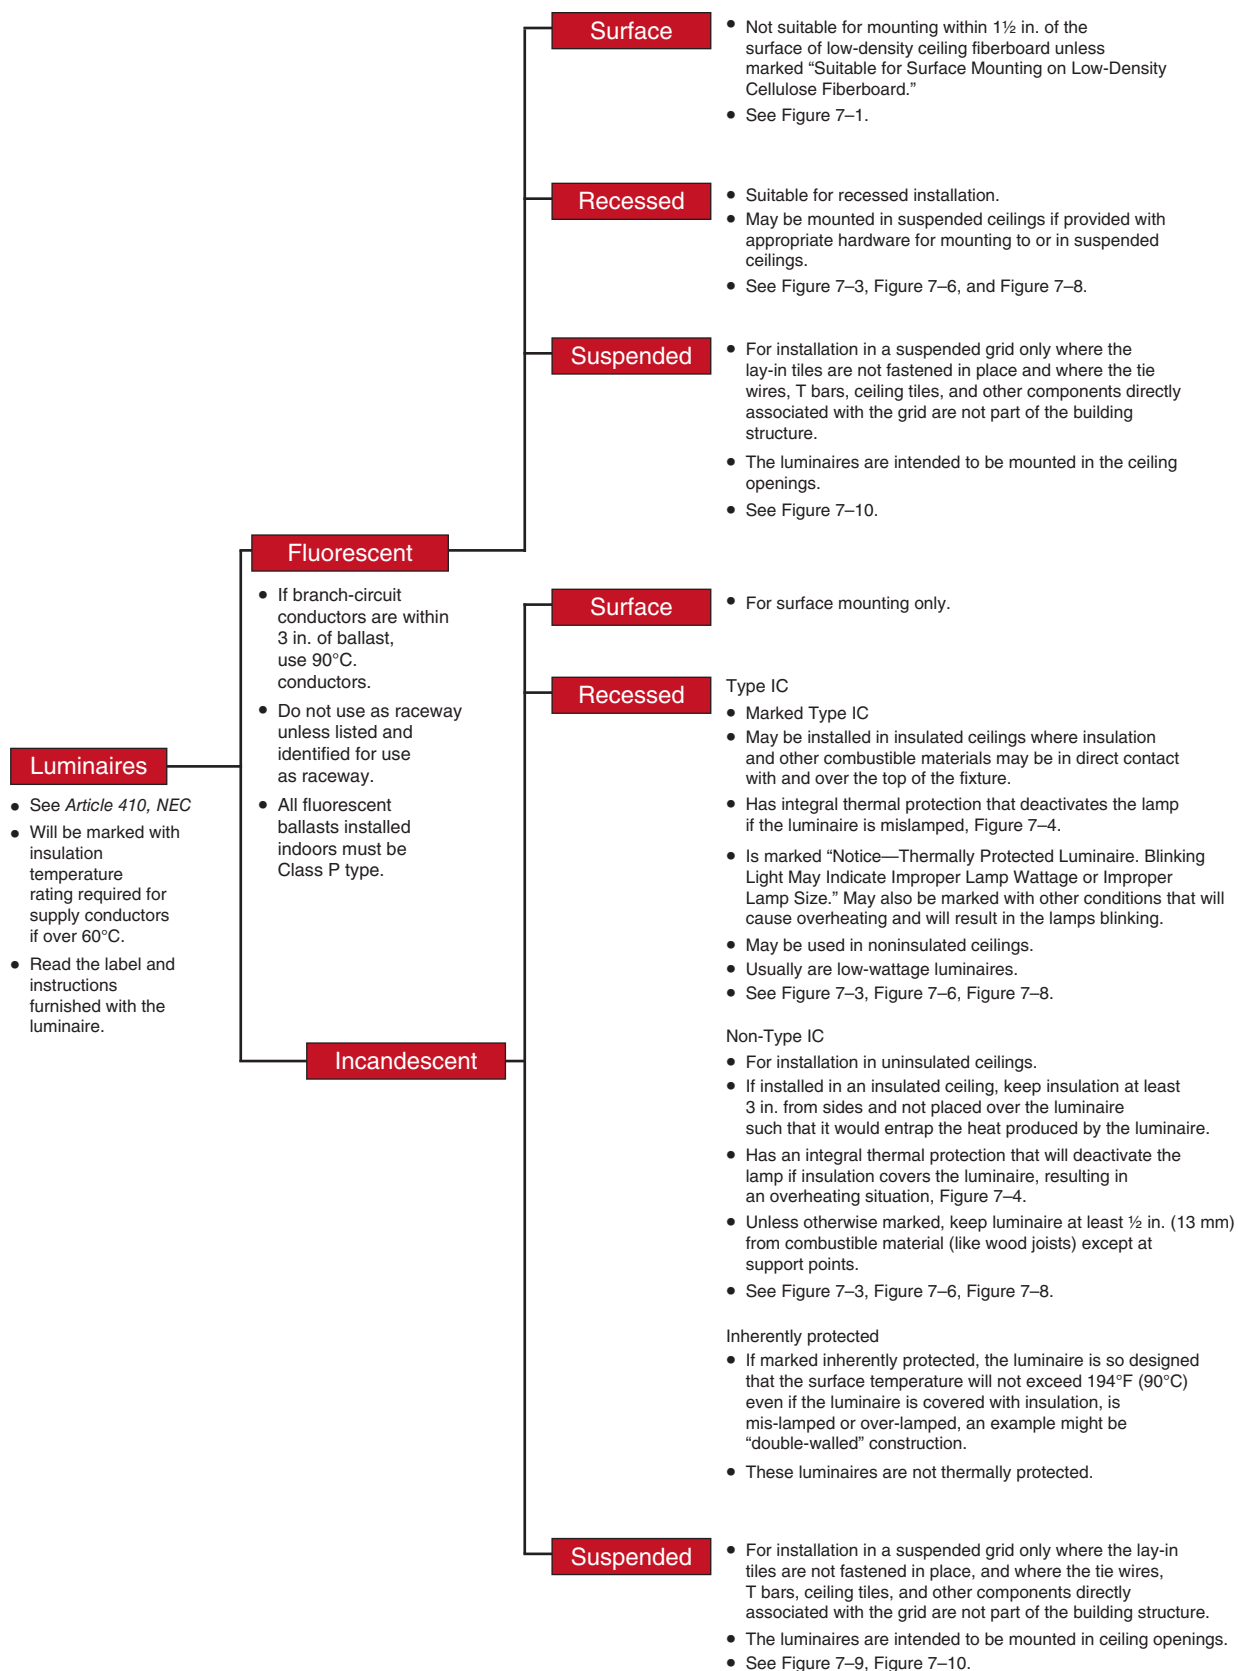 Surface
• Not suitable for mounting within 1½ in. of the
surface of low-density ceiling fiberboard unless
marked “Suitable for Surface Mounting on Low-Density
Cellulose Fiberboard.”
• See Figure 7–1.
Recessed
• Suitable for recessed installation.
• May be mounted in suspended ceilings if provided with
appropriate hardware for mounting to or in suspended
ceilings.
• See Figure 7–3, Figure 7–6, and Figure 7–8.
Suspended
• For installation in a suspended grid only where the
lay-in tiles are not fastened in place and where the tie
wires, T bars, ceiling tiles, and other components directly
associated with the grid are not part of the building
structure.
• The luminaires are intended to be mounted in the ceiling
openings.
• See Figure 7–10.
Fluorescent
• If branch-circuit
conductors are within
3 in. of ballast,
use 90°C.
conductors.
• Do not use as raceway
unless listed and
identified for use
as raceway.
• All fluorescent
ballasts installed
indoors must be
Class P type.
Luminaires
• See Article 410, NEC
• Will be marked with
insulation
temperature
rating required for
supply conductors
if over 60°C.
• Read the label and
instructions
furnished with the
luminaire.
Incandescent
Surface
• For surface mounting only.
Recessed
Type IC
• Marked Type IC
• May be installed in insulated ceilings where insulation
and other combustible materials may be in direct contact
with and over the top of the fixture.
• Has integral thermal protection that deactivates the lamp
if the luminaire is mislamped, Figure 7–4.
• Is marked “Notice—Thermally Protected Luminaire. Blinking
Light May Indicate Improper Lamp Wattage or Improper
Lamp Size.” May also be marked with other conditions that will
cause overheating and will result in the lamps blinking.
• May be used in noninsulated ceilings.
• Usually are low-wattage luminaires.
• See Figure 7–3, Figure 7–6, Figure 7–8.
Non-Type IC
• For installation in uninsulated ceilings.
• If installed in an insulated ceiling, keep insulation at least
3 in. from sides and not placed over the luminaire
such that it would entrap the heat produced by the luminaire.
• Has an integral thermal protection that will deactivate the
lamp if insulation covers the luminaire, resulting in
an overheating situation, Figure 7–4.
• Unless otherwise marked, keep luminaire at least ½ in. (13 mm)
from combustible material (like wood joists) except at
support points.
• See Figure 7–3, Figure 7–6, Figure 7–8.
Inherently protected
• If marked inherently protected, the luminaire is so designed
that the surface temperature will not exceed 194°F (90°C)
even if the luminaire is covered with insulation, is
mis-lamped or over-lamped, an example might be
“double-walled” construction.
• These luminaires are not thermally protected.
Suspended
• For installation in a suspended grid only where the lay-in
tiles are not fastened in place, and where the tie wires,
T bars, ceiling tiles, and other components directly
associated with the grid are not part of the building structure.
• The luminaires are intended to be mounted in ceiling openings.
• See Figure 7–9, Figure 7–10.